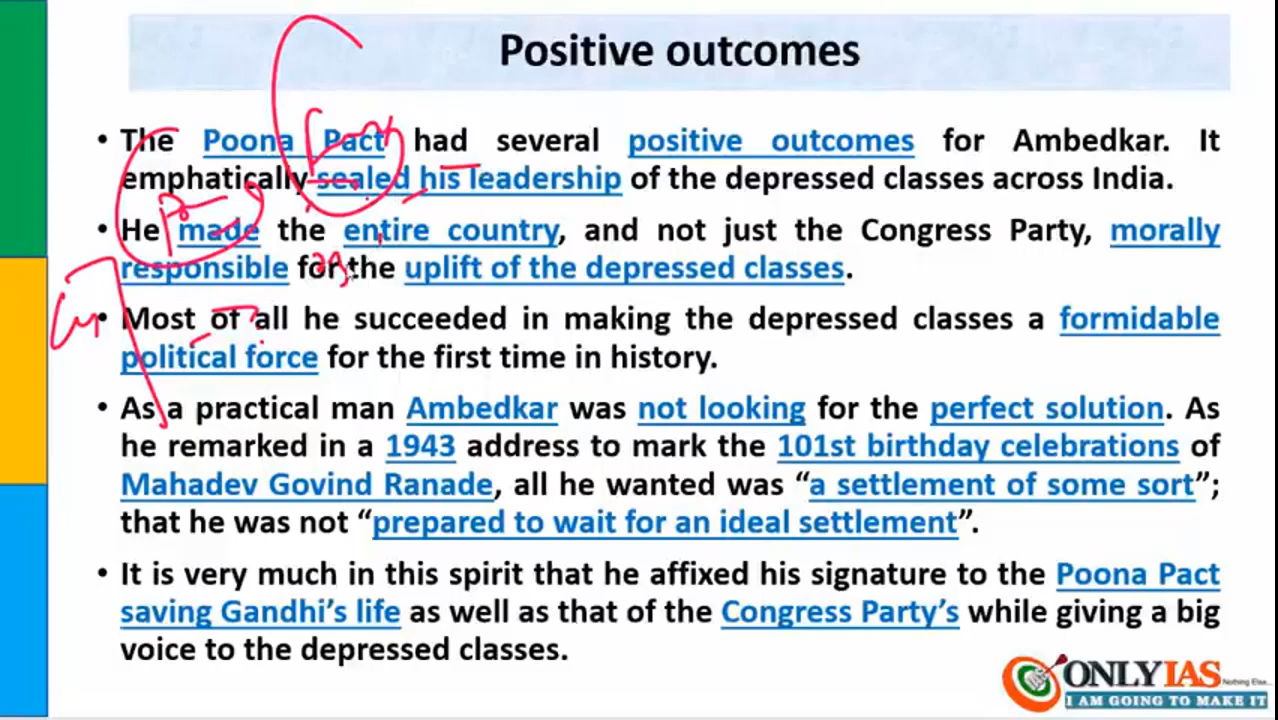 Positive outcomes
• The Poona Pact had several positive outcomes for Ambedkar. It
emphatically sealed his leadership of the depressed classes across India.
• He made the entire country, and not just the Congress Party, morally
responsible for the uplift of the depressed classes.
• Most of all he succeeded in making the depressed classes a formidable
political force for the first time in history.
• As a practical man Ambedkar was not looking for the perfect solution. As
he remarked in a 1943 address to mark the 101st birthday celebrations of
Mahadev Govind Ranade, all he wanted was “a settlement of some sort”;
that he was not “prepared to wait for an ideal settlement”.
• It is very much in this spirit that he affixed his signature to the Poona Pact
saving Gandhi’s life as well as that of the Congress Party’s while giving a big
voice to the depressed classes.
ONLYIAS
Nothing Else...
I AM GOING TO MAKE IT